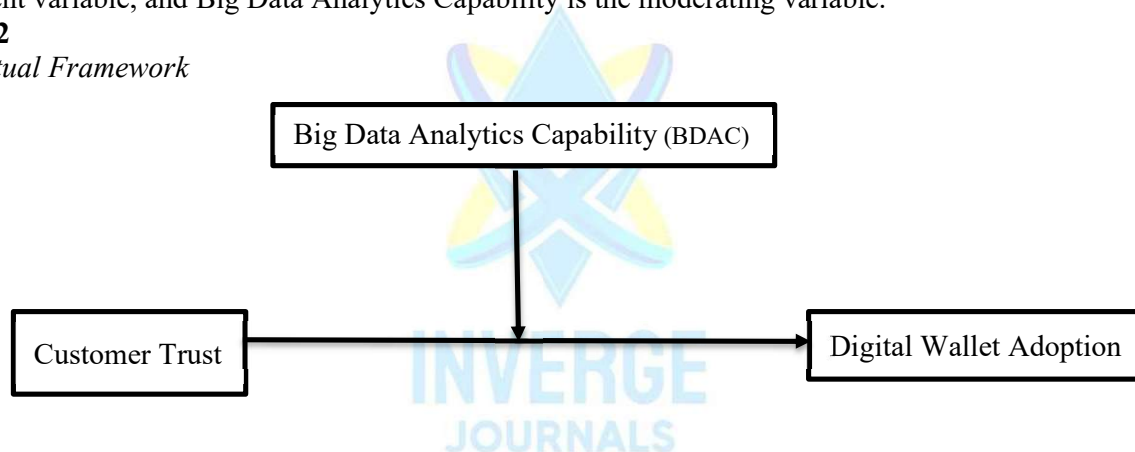 ent variable, and Big Data Analytics Capability is the moderating variable.
2
tual Framework
Big Data Analytics Capability (BDAC)
Customer Trust
Digital Wallet Adoption
INVERGE
JOURNALS